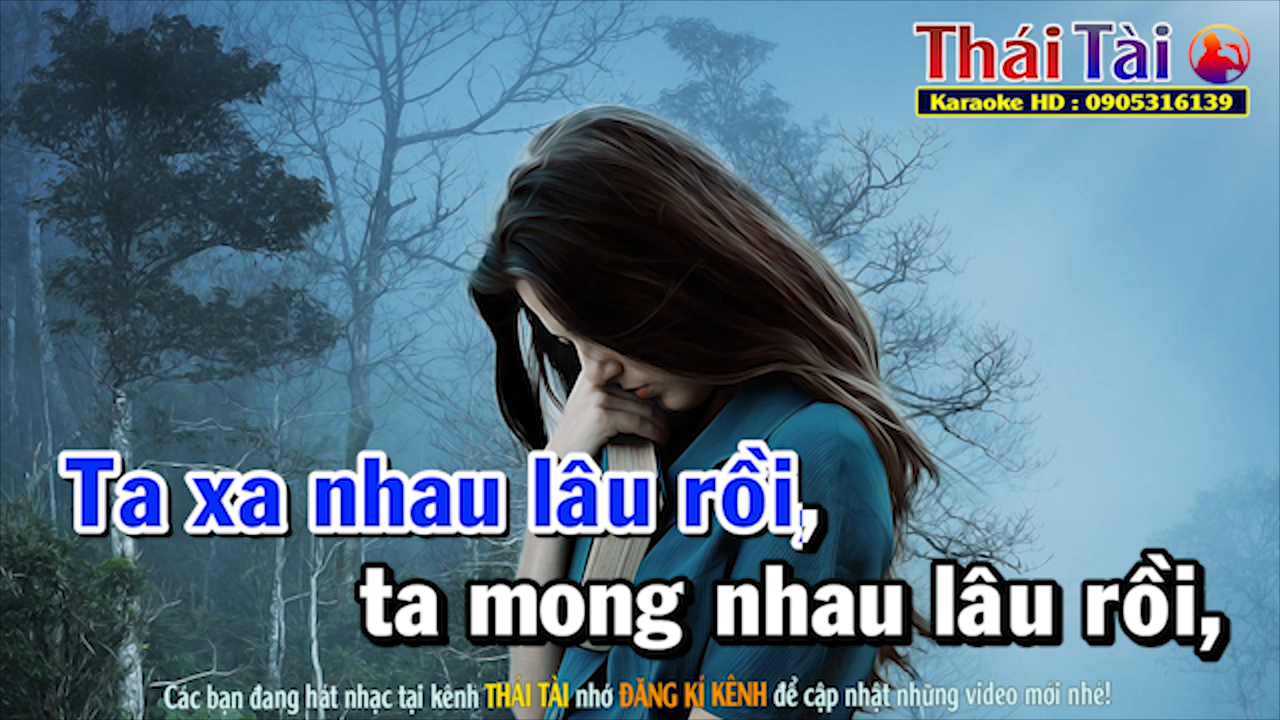 Thái Tài
Karaoke HD : 0905316139
Ta xa nhau lâu rồi,
ta mong nhau lâu rồi,
Các bạn đang hát nhạc tại kênh THÁI TÀI nhớ ĐĂNG KÍ KÊNH để cập nhật những video mới nhé!